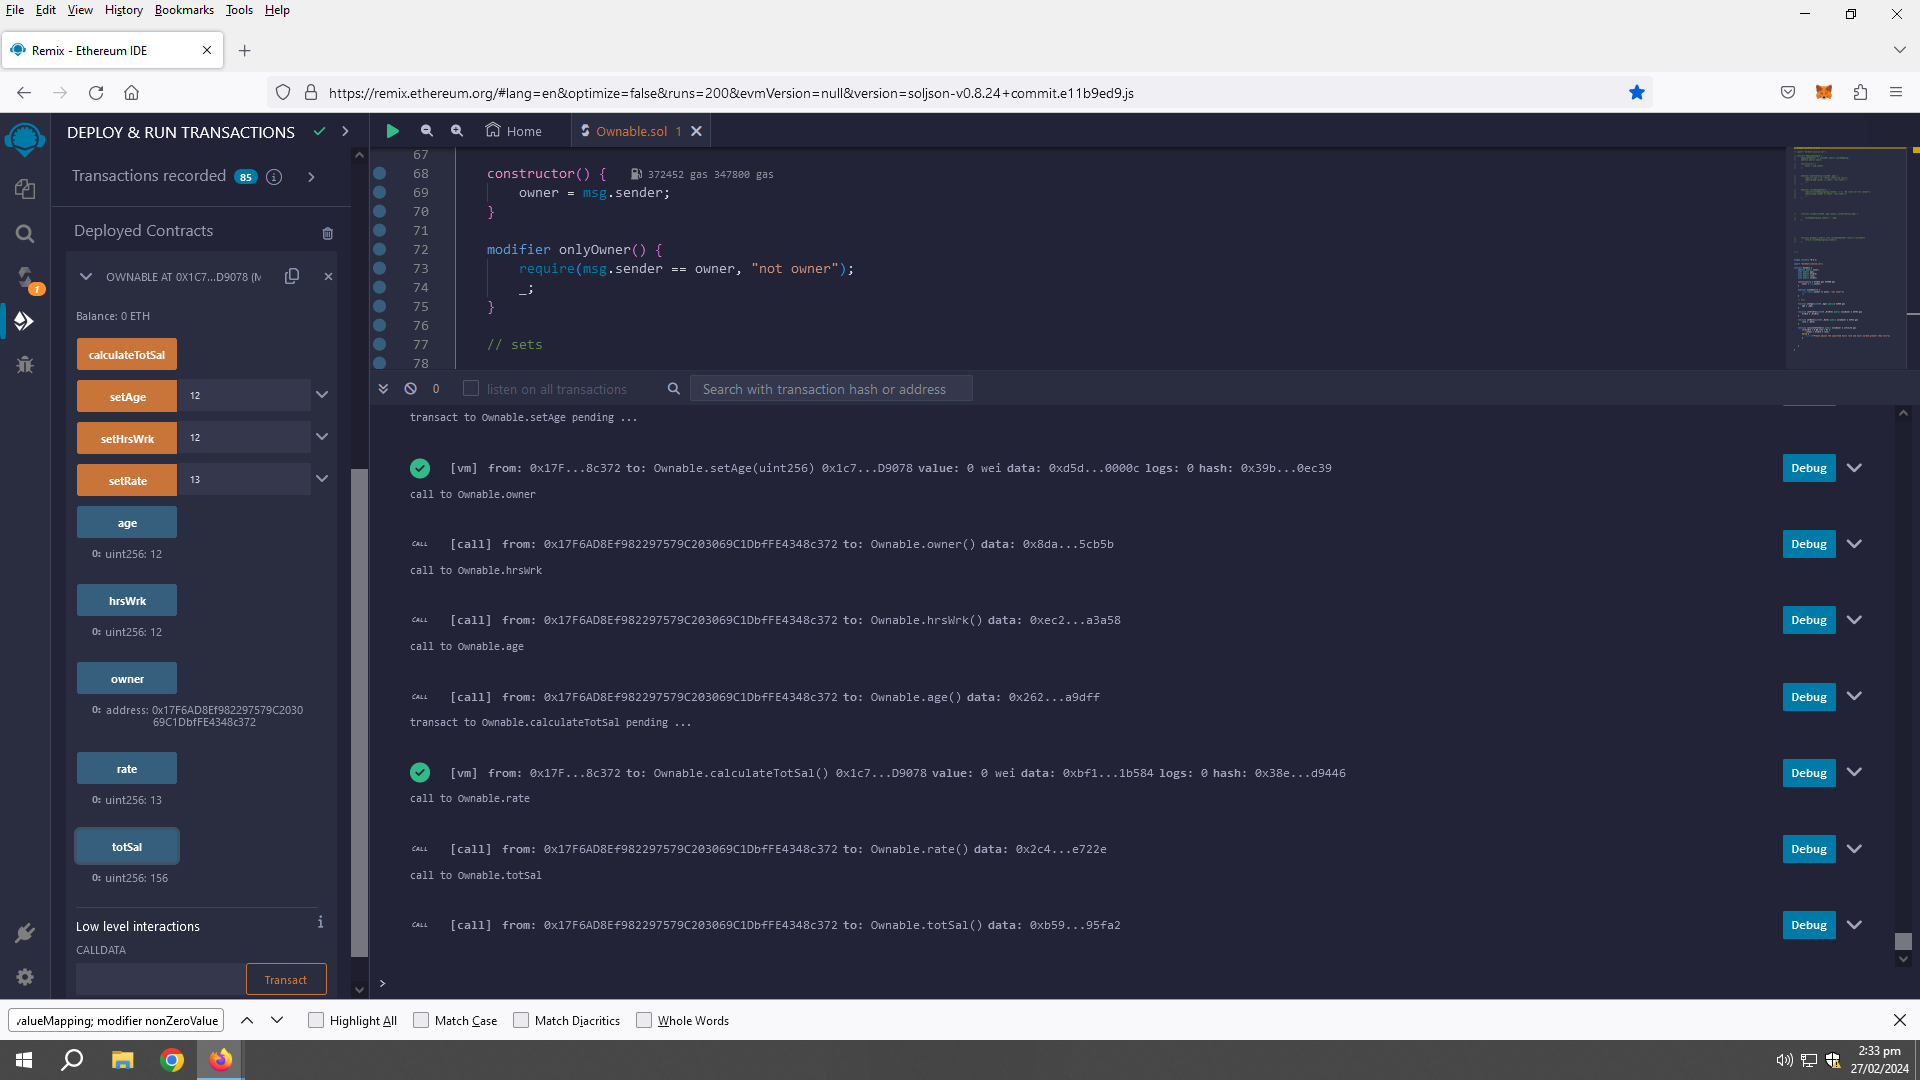 File Edit View History Bookmarks Tools Help
Remix - Ethereum IDE
https://remix.ethereum.org/#lang=en&optimize=false&runs=200&evmVersion=null&version=soljson-v0.8.24+commit.e11b9ed9.js
DEPLOY & RUN TRANSACTIONS
Transactions recorded 85
Deployed Contracts
OWNABLE AT 0X1C7...D9078 (M
Balance: 0 ETH
calculateTotSal
setAge 12
setHrsWrk 12
setRate 13
age
0: uint256: 12
hrsWrk
0: uint256: 12
owner
0: address: 0x17F6AD8Ef982297579C2030
69C1DbfFE4348c372
rate
0: uint256: 13
totSal
0: uint256: 156
Low level interactions
CALLDATA
Transact
1
Home
Ownable.sol 1
67
68 constructor() { 372452 gas 347800 gas
69 owner = msg.sender;
70 }
71
72 modifier onlyOwner() {
73 require(msg.sender == owner, "not owner");
74 _;
75 }
76
77 // sets
78
0 listen on all transactions Search with transaction hash or address
transact to Ownable.setAge pending ...
[vm] from: 0x17F...8c372 to: Ownable.setAge(uint256) 0x1c7...D9078 value: 0 wei data: 0xd5d...0000c logs: 0 hash: 0x39b...0ec39 Debug
call to Ownable.owner
CALL [call] from: 0x17F6AD8Ef982297579C203069C1DbfFE4348c372 to: Ownable.owner() data: 0x8da...5cb5b Debug
call to Ownable.hrsWrk
CALL [call] from: 0x17F6AD8Ef982297579C203069C1DbfFE4348c372 to: Ownable.hrsWrk() data: 0xec2...a3a58 Debug
call to Ownable.age
CALL [call] from: 0x17F6AD8Ef982297579C203069C1DbfFE4348c372 to: Ownable.age() data: 0x262...a9dff Debug
transact to Ownable.calculateTotSal pending ...
[vm] from: 0x17F...8c372 to: Ownable.calculateTotSal() 0x1c7...D9078 value: 0 wei data: 0xbf1...1b584 logs: 0 hash: 0x38e...d9446 Debug
call to Ownable.rate
CALL [call] from: 0x17F6AD8Ef982297579C203069C1DbfFE4348c372 to: Ownable.rate() data: 0x2c4...e722e Debug
call to Ownable.totSal
CALL [call] from: 0x17F6AD8Ef982297579C203069C1DbfFE4348c372 to: Ownable.totSal() data: 0xb59...95fa2 Debug
>
valueMapping; modifier nonZeroValue Highlight All Match Case Match Diacritics Whole Words
2:33 pm
27/02/2024